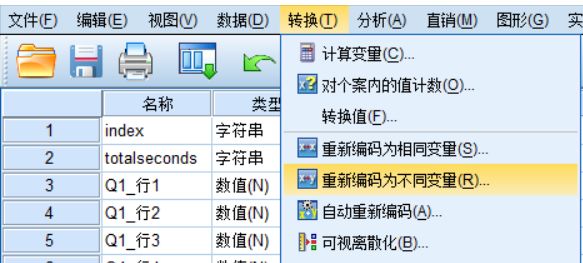 文件(F) 编辑(E) 视图(V) 数据(D) 转换(T) 分析(A) 直销(M) 图形(G)
计算变量(C)...
对个案内的值计数(O)...
转换值(F)...
重新编码为相同变量(S)...
重新编码为不同变量(R)...
自动重新编码(A)...
可视离散化(B)...
名称 类型
1 index 字符串
2 totalseconds 字符串
3 Q1_行1 数值(N)
4 Q1_行2 数值(N)
5 Q1_行3 数值(N)